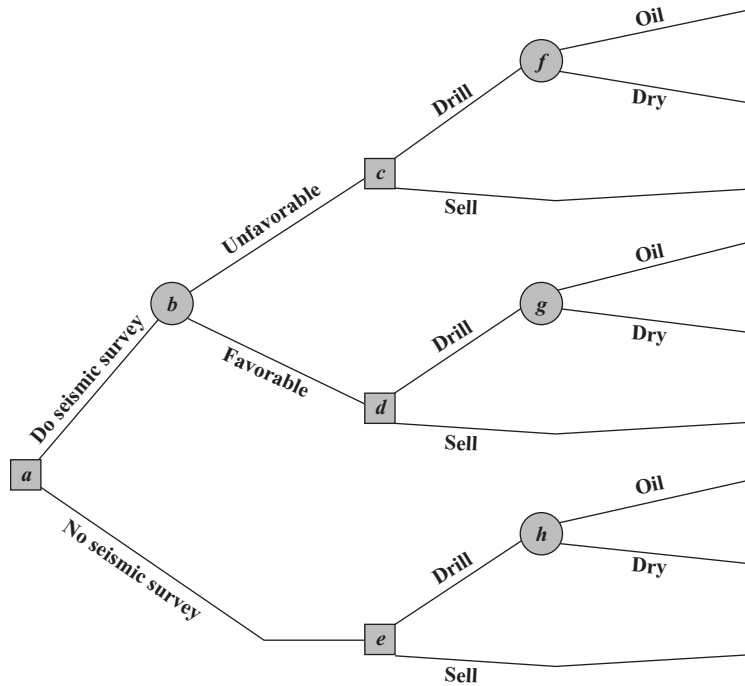 Oil
f
Drill
Dry
c
Unfavorable
Sell
Oil
b
g
Do seismic survey
Drill
Dry
Favorable
d
Sell
a
Oil
No seismic survey
h
Drill
Dry
e
Sell